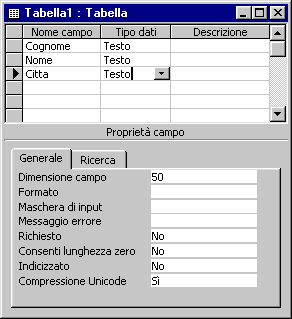 Tabella1 : Tabella
Nome campo Tipo dati Descrizione
Cognome Testo
Nome Testo
Citta Testo
Proprietà campo
Generale Ricerca
Dimensione campo 50
Formato
Maschera di input
Messaggio errore
Richiesto No
Consenti lunghezza zero No
Indicizzato No
Compressione Unicode Sì